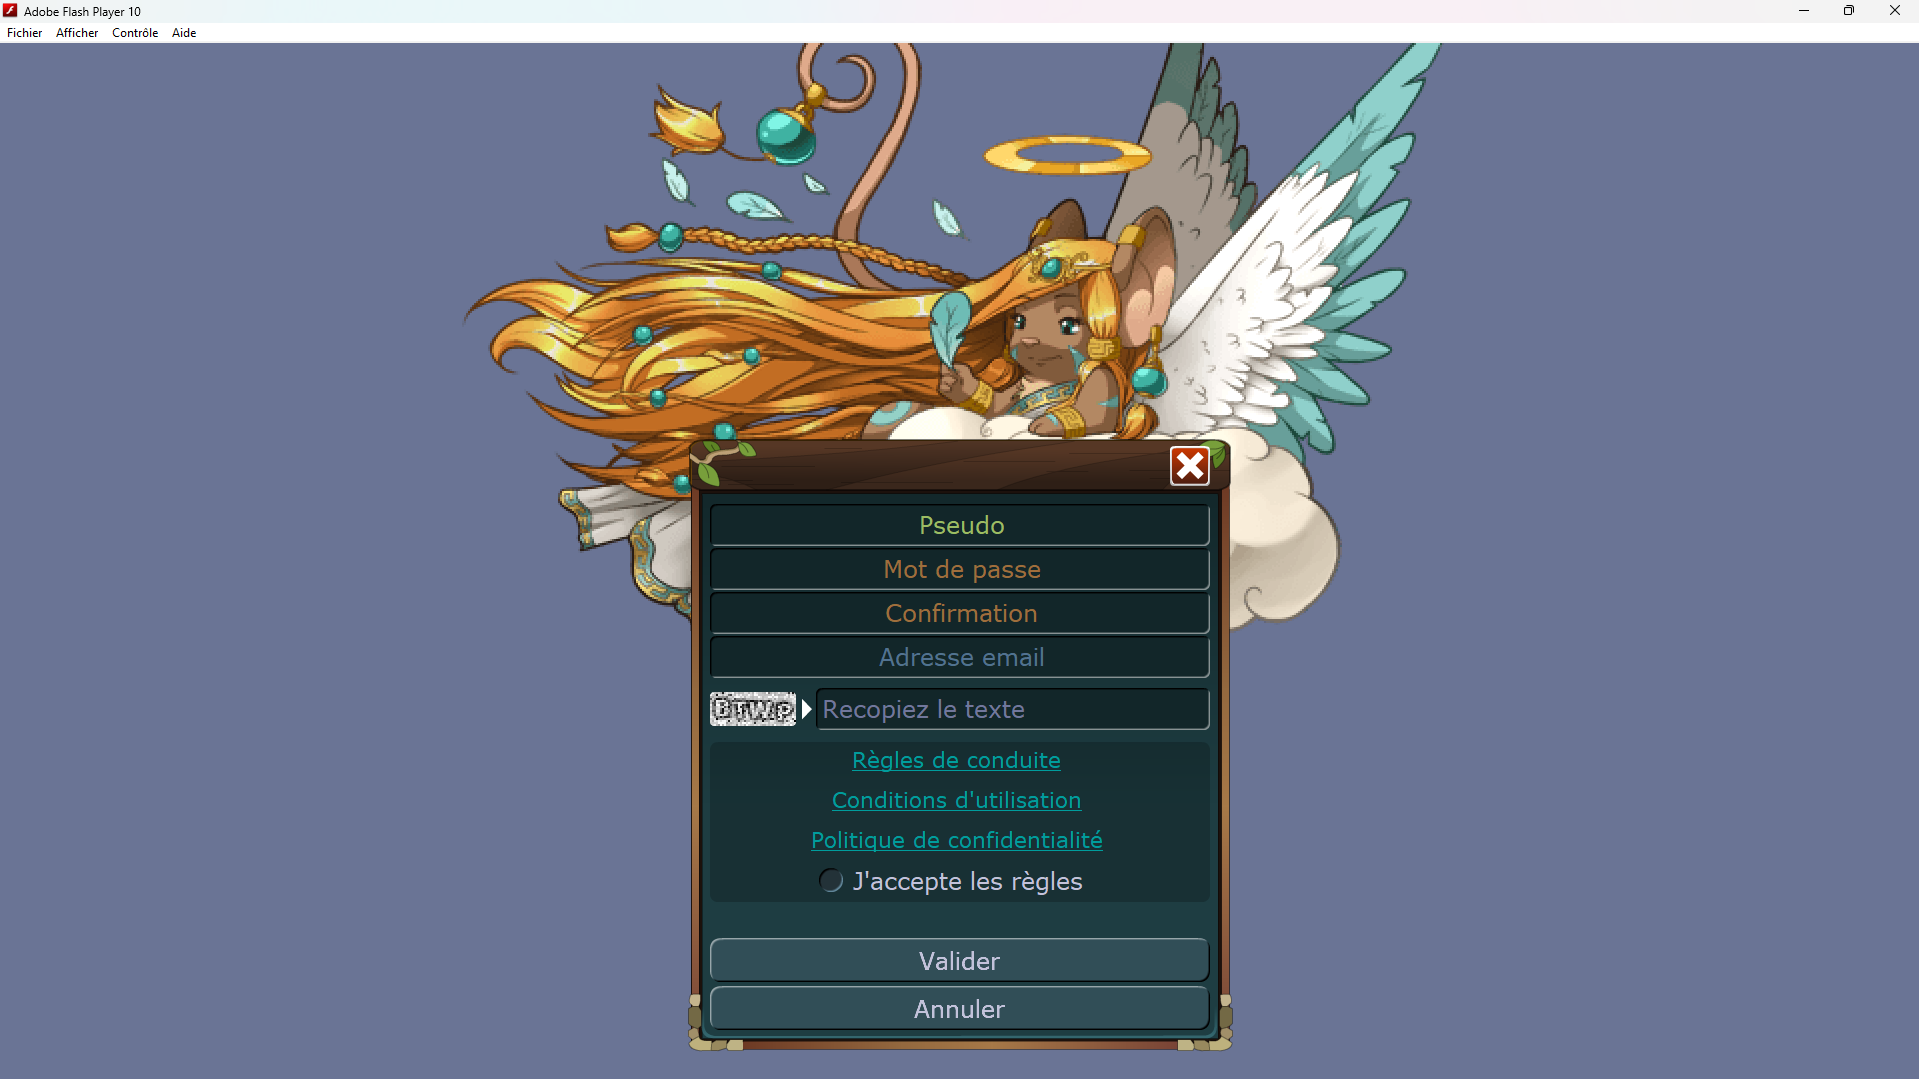 Adobe Flash Player 10
Fichier Afficher Contrôle Aide
Pseudo
Mot de passe
Confirmation
Adresse email
Recopiez le texte
Règles de conduite
Conditions d'utilisation
Politique de confidentialité
J'accepte les règles
Valider
Annuler